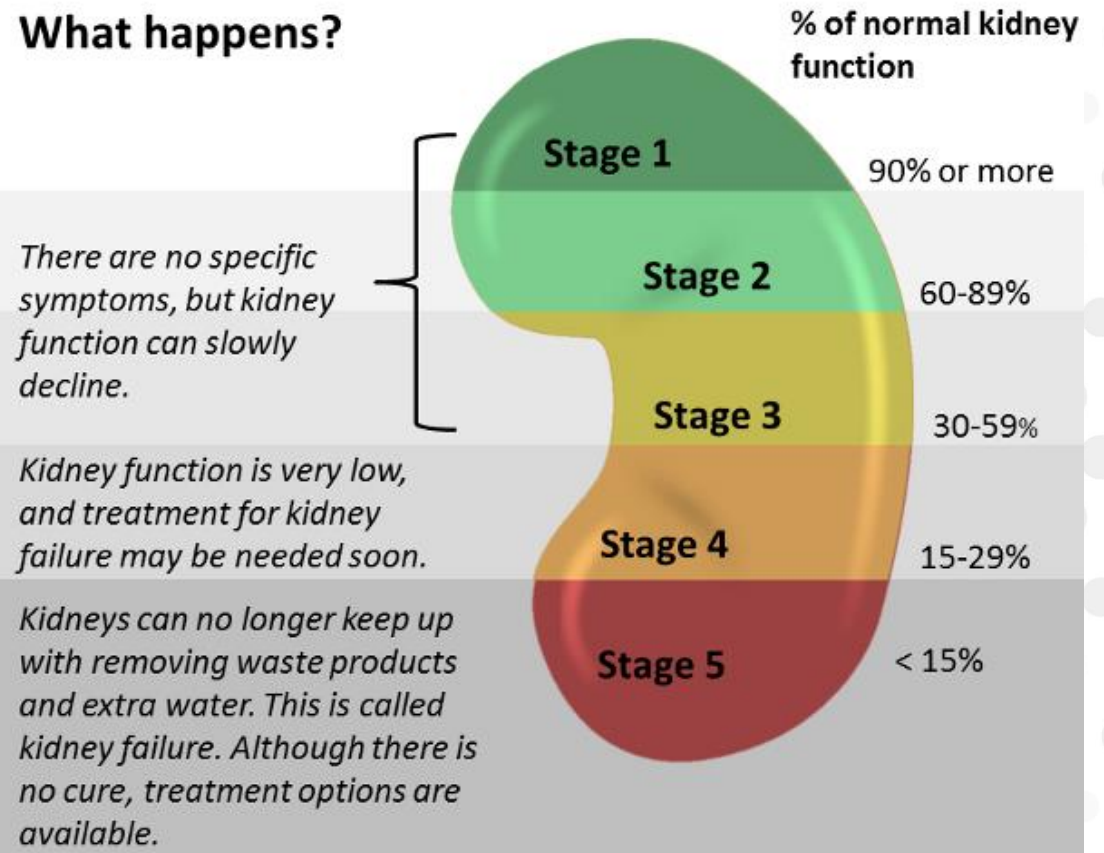 What happens?
% of normal kidney
function
Stage 1
90% or more
There are no specific
symptoms, but kidney
function can slowly
decline.
Stage 2
60-89%
Stage 3
30-59%
Kidney function is very low,
and treatment for kidney
failure may be needed soon.
Stage 4
15-29%
Kidneys can no longer keep up
with removing waste products
and extra water. This is called
kidney failure. Although there is
no cure, treatment options are
available.
Stage 5
< 15%